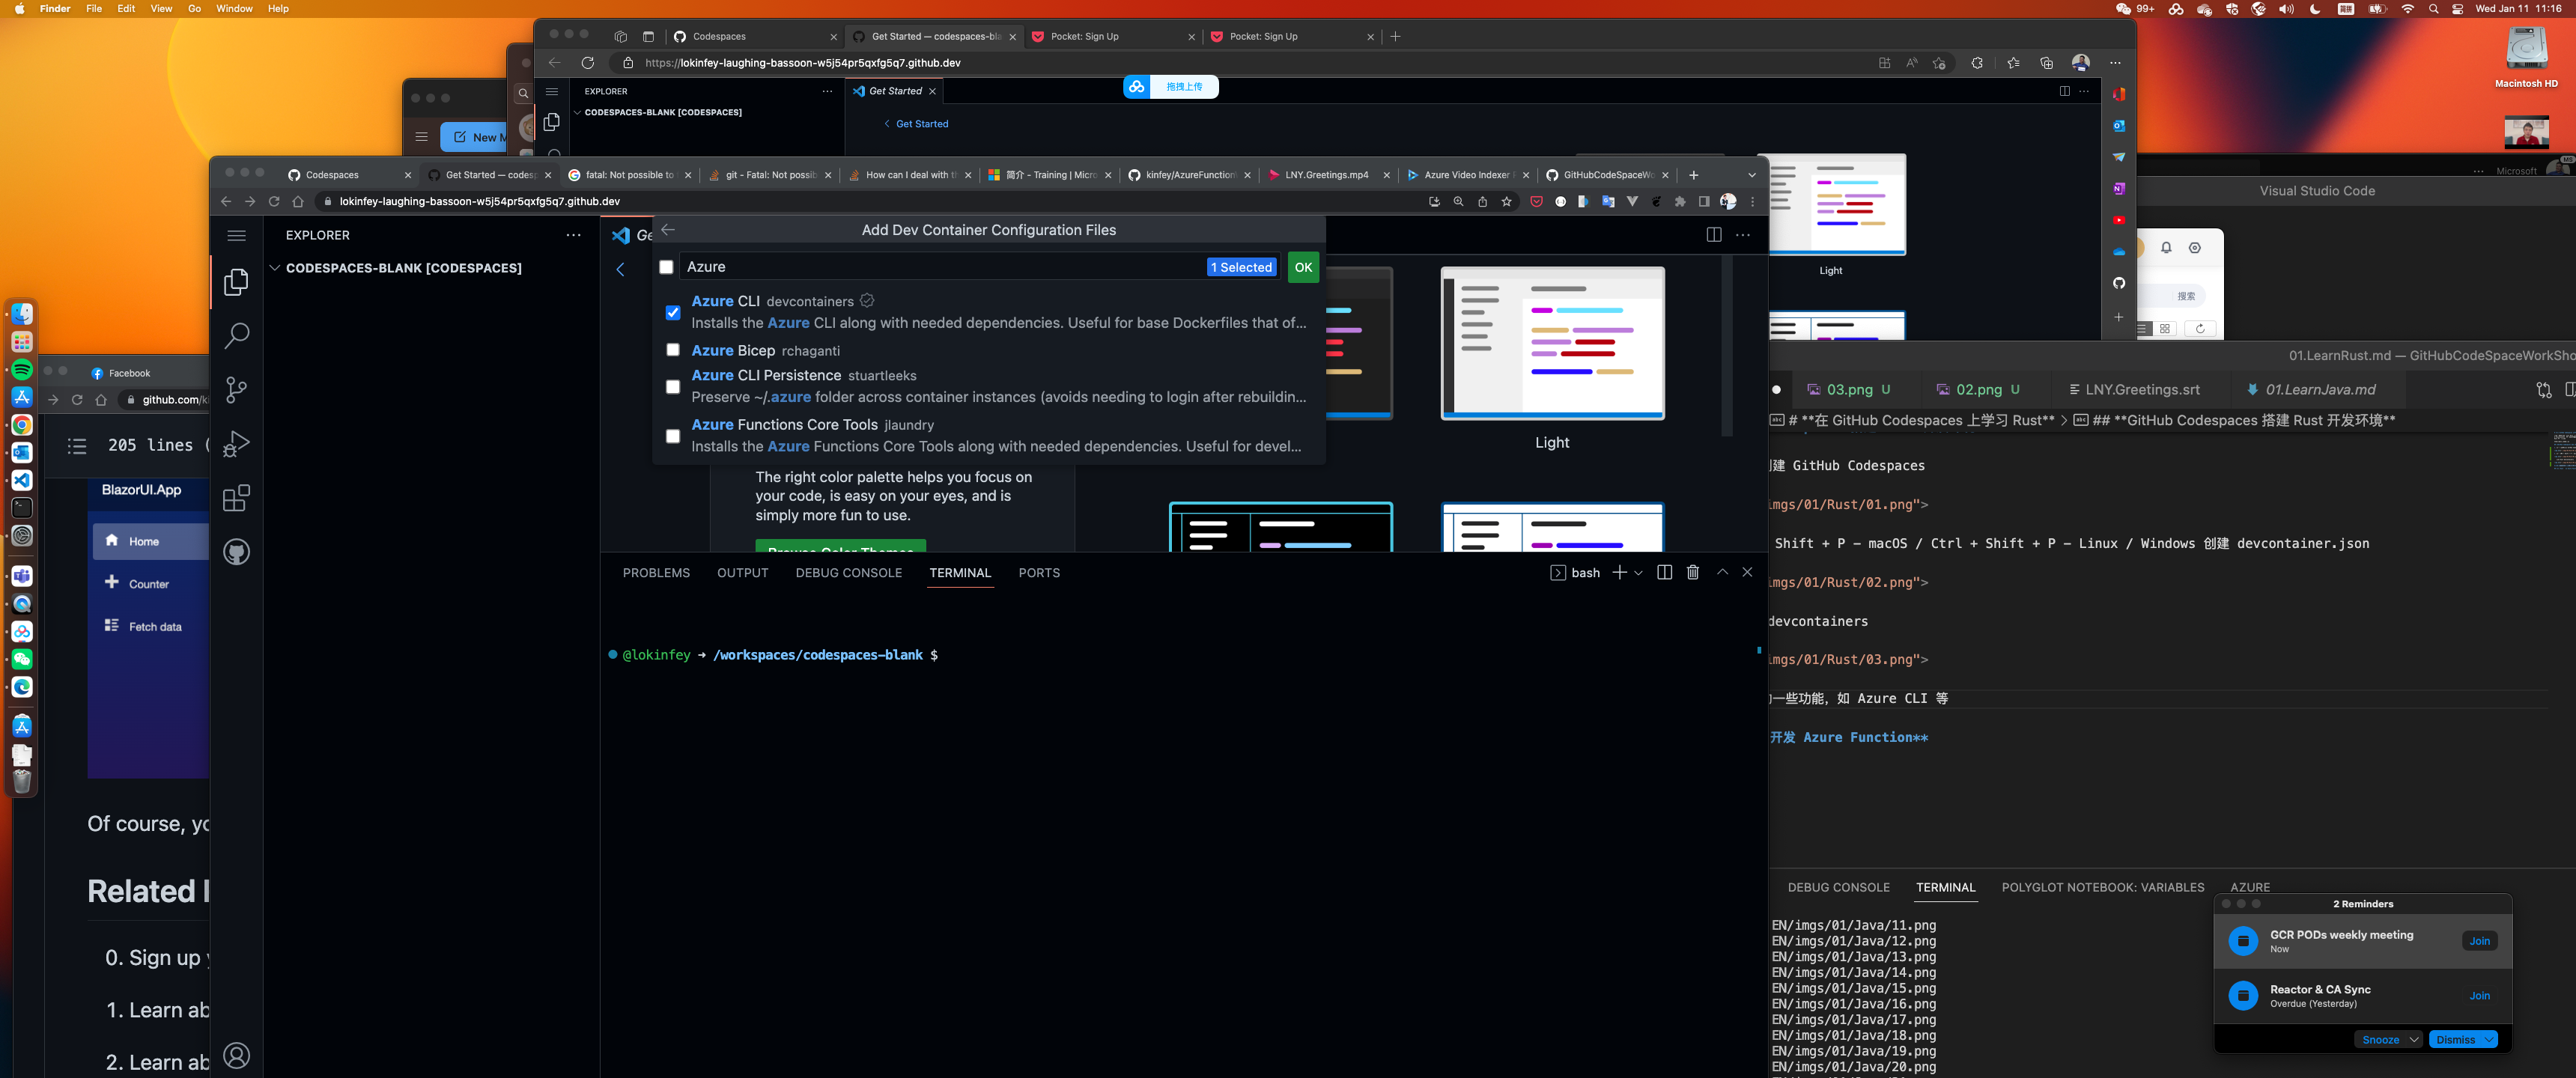 Finder File Edit View Go Window Help
99+
Wed Jan 11 11:16
Macintosh HD
Codespaces
Get Started — codespaces-bla
Pocket: Sign Up
Pocket: Sign Up
https://lokinfey-laughing-bassoon-w5j54pr5qxfg5q7.github.dev
拖拽上传
EXPLORER
Get Started
CODESPACES-BLANK [CODESPACES]
Get Started
New M
Light
Microsoft
MS
Visual Studio Code
搜索
Codespaces
Get Started — codesp
fatal: Not possible to
git - Fatal: Not possib
How can I deal with th
简介 - Training | Micro
kinfey/AzureFunction
LNY.Greetings.mp4
Azure Video Indexer
GitHubCodeSpaceWo
lokinfey-laughing-bassoon-w5j54pr5qxfg5q7.github.dev
EXPLORER
CODESPACES-BLANK [CODESPACES]
Ge
Add Dev Container Configuration Files
Azure
1 Selected
OK
Azure CLI devcontainers
Installs the Azure CLI along with needed dependencies. Useful for base Dockerfiles that of...
Azure Bicep rchaganti
Azure CLI Persistence stuartleeks
Preserve ~/.azure folder across container instances (avoids needing to login after rebuildin...
Azure Functions Core Tools jlaundry
Installs the Azure Functions Core Tools along with needed dependencies. Useful for devel...
Light
The right color palette helps you focus on
your code, is easy on your eyes, and is
simply more fun to use.
Browse Color Themes
PROBLEMS OUTPUT DEBUG CONSOLE TERMINAL PORTS
bash
@lokinfey ➜ /workspaces/codespaces-blank $
Facebook
github.com/ki
205 lines (
BlazorUI.App
Home
Counter
Fetch data
Of course, yo
Related l
0. Sign up y
1. Learn ab
2. Learn ab
01.LearnRust.md — GitHubCodeSpaceWorkSho
03.png U
02.png U
LNY.Greetings.srt
01.LearnJava.md
# **在 GitHub Codespaces 上学习 Rust** > ## **GitHub Codespaces 搭建 Rust 开发环境**
建 GitHub Codespaces
imgs/01/Rust/01.png">
Shift + P - macOS / Ctrl + Shift + P - Linux / Windows 创建 devcontainer.json
imgs/01/Rust/02.png">
devcontainers
imgs/01/Rust/03.png">
一些功能，如 Azure CLI 等
开发 Azure Function**
DEBUG CONSOLE TERMINAL POLYGLOT NOTEBOOK: VARIABLES AZURE
EN/imgs/01/Java/11.png
EN/imgs/01/Java/12.png
EN/imgs/01/Java/13.png
EN/imgs/01/Java/14.png
EN/imgs/01/Java/15.png
EN/imgs/01/Java/16.png
EN/imgs/01/Java/17.png
EN/imgs/01/Java/18.png
EN/imgs/01/Java/19.png
EN/imgs/01/Java/20.png
2 Reminders
GCR PODs weekly meeting
Now
Join
Reactor & CA Sync
Overdue (Yesterday)
Join
Snooze
Dismiss